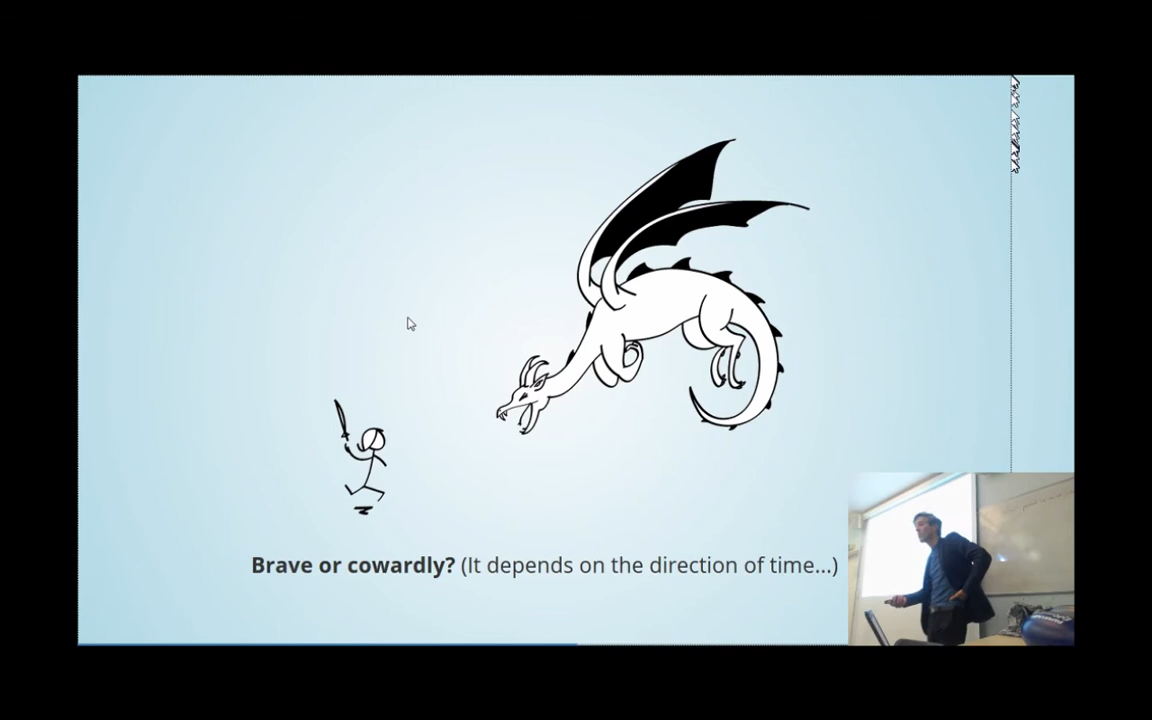 Brave or cowardly? (It depends on the direction of time...)